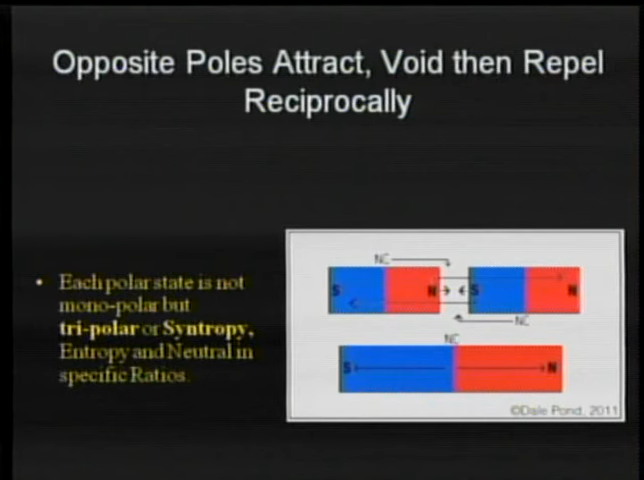 Opposite Poles Attract, Void then Repel
Reciprocally
• Each polar state is not
mono-polar but
tri-polar or Syntropy,
Entropy and Neutral in
specific Ratios.
NC
S N S N
NC
NC
S N
©Dale Pond, 2011